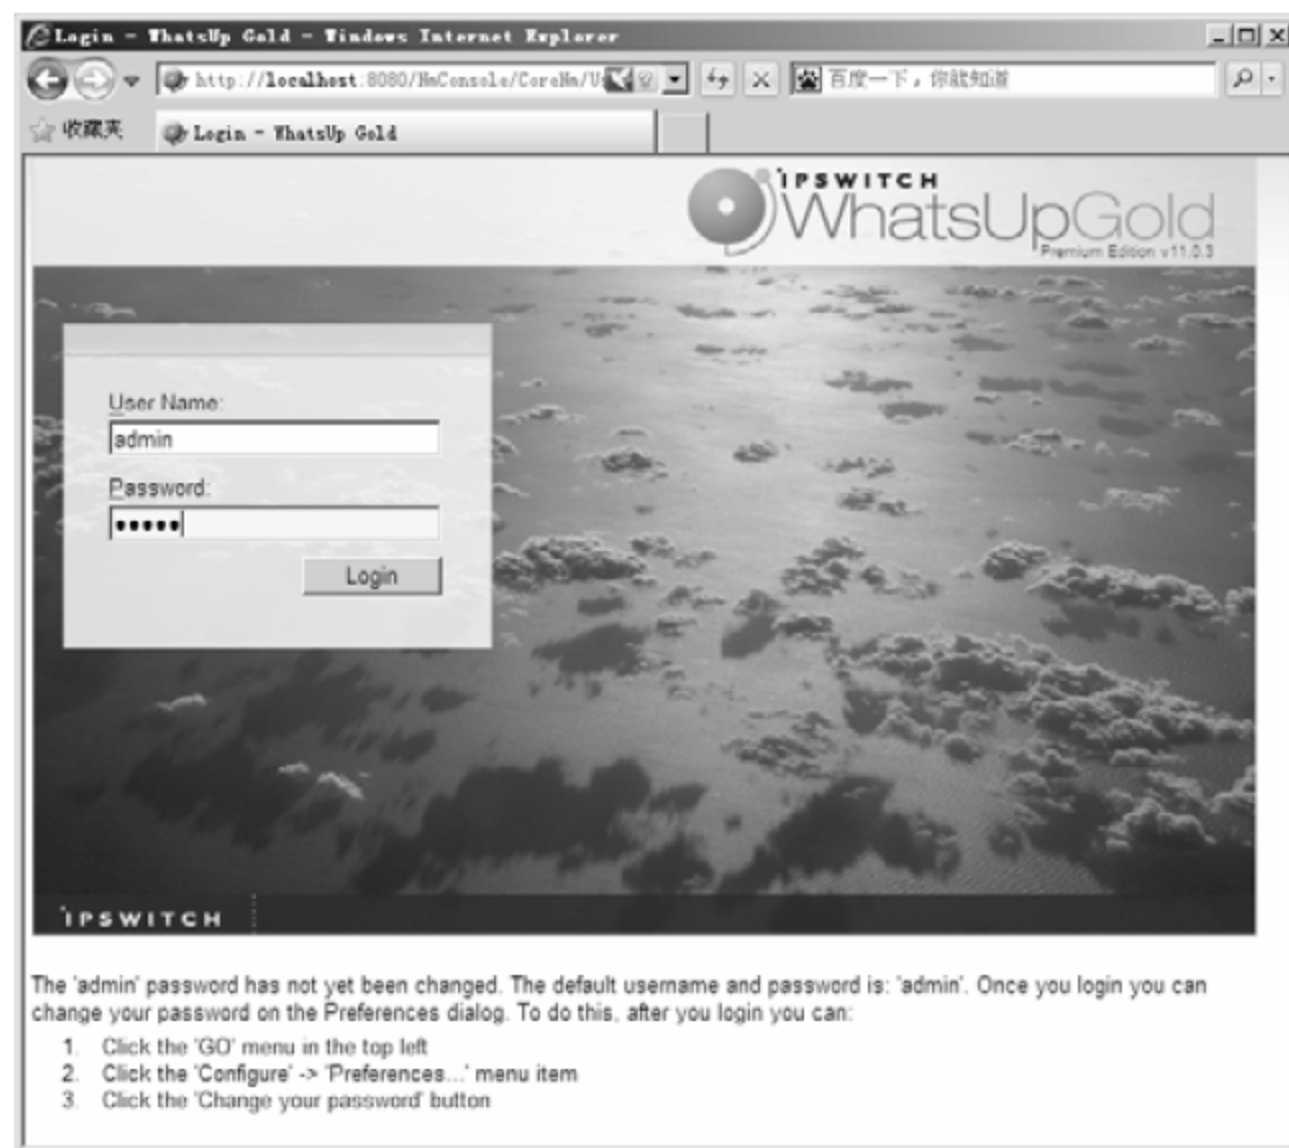 Login - WhatsUp Gold - Windows Internet Explorer
http://localhost:8080/NmConsole/CoreNm/Us
百度一下，你就知道
收藏夹
Login - WhatsUp Gold
IPSWITCH
WhatsUpGold
Premium Edition v11.0.3
User Name:
admin
Password:
Login
IPSWITCH
The 'admin' password has not yet been changed. The default username and password is: 'admin'. Once you login you can
change your password on the Preferences dialog. To do this, after you login you can:
1. Click the 'GO' menu in the top left
2. Click the 'Configure' -> 'Preferences...' menu item
3. Click the 'Change your password' button